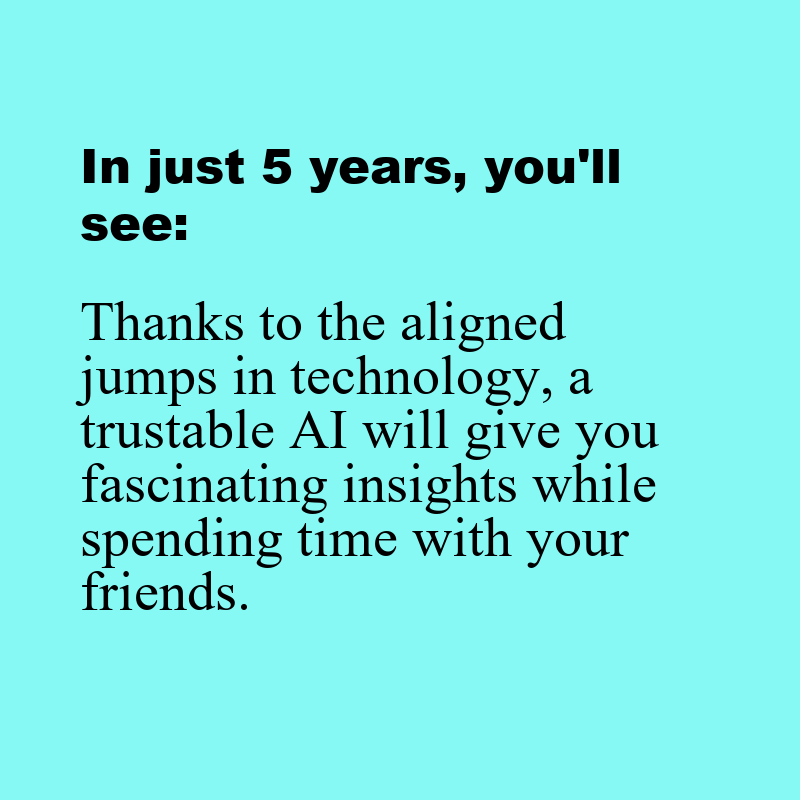 In just 5 years, you'll
see:
Thanks to the aligned
jumps in technology, a
trustable AI will give you
fascinating insights while
spending time with your
friends.